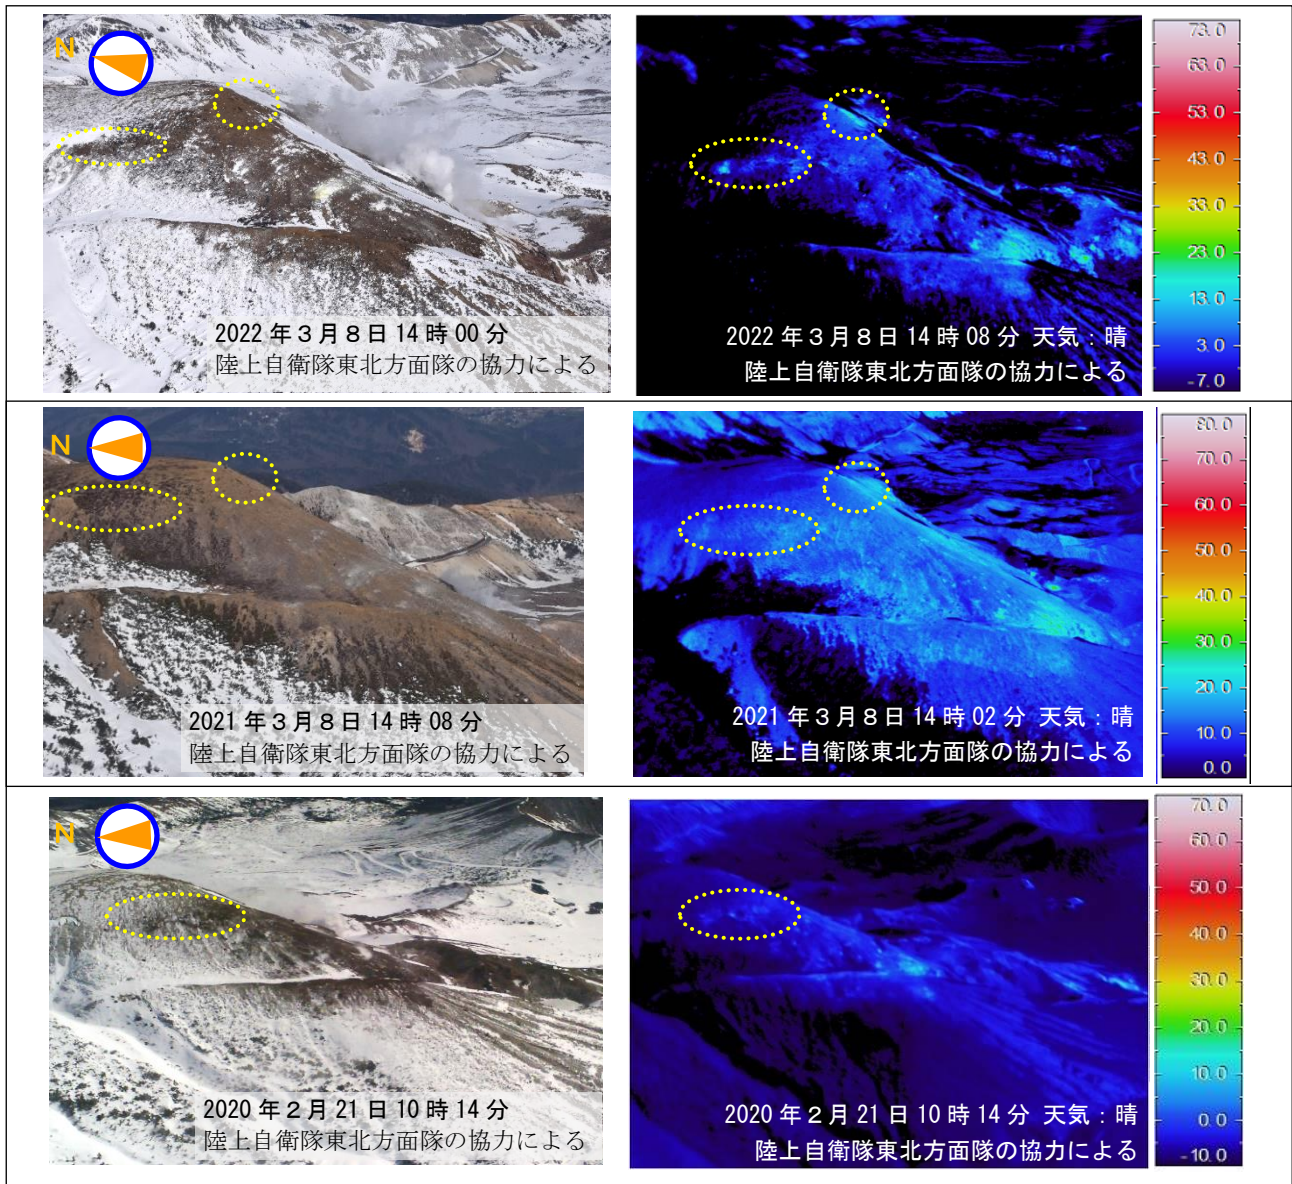 N
2022年3月8日14時00分
陸上自衛隊東北方面隊の協力による
2022年3月8日14時08分 天気：晴
陸上自衛隊東北方面隊の協力による
73.0
63.0
53.0
43.0
33.0
23.0
13.0
3.0
-7.0
N
2021年3月8日14時08分
陸上自衛隊東北方面隊の協力による
2021年3月8日14時02分 天気：晴
陸上自衛隊東北方面隊の協力による
80.0
70.0
60.0
50.0
40.0
30.0
20.0
10.0
0.0
N
2020年2月21日10時14分
陸上自衛隊東北方面隊の協力による
2020年2月21日10時14分 天気：晴
陸上自衛隊東北方面隊の協力による
70.0
60.0
50.0
40.0
30.0
20.0
10.0
0.0
-10.0